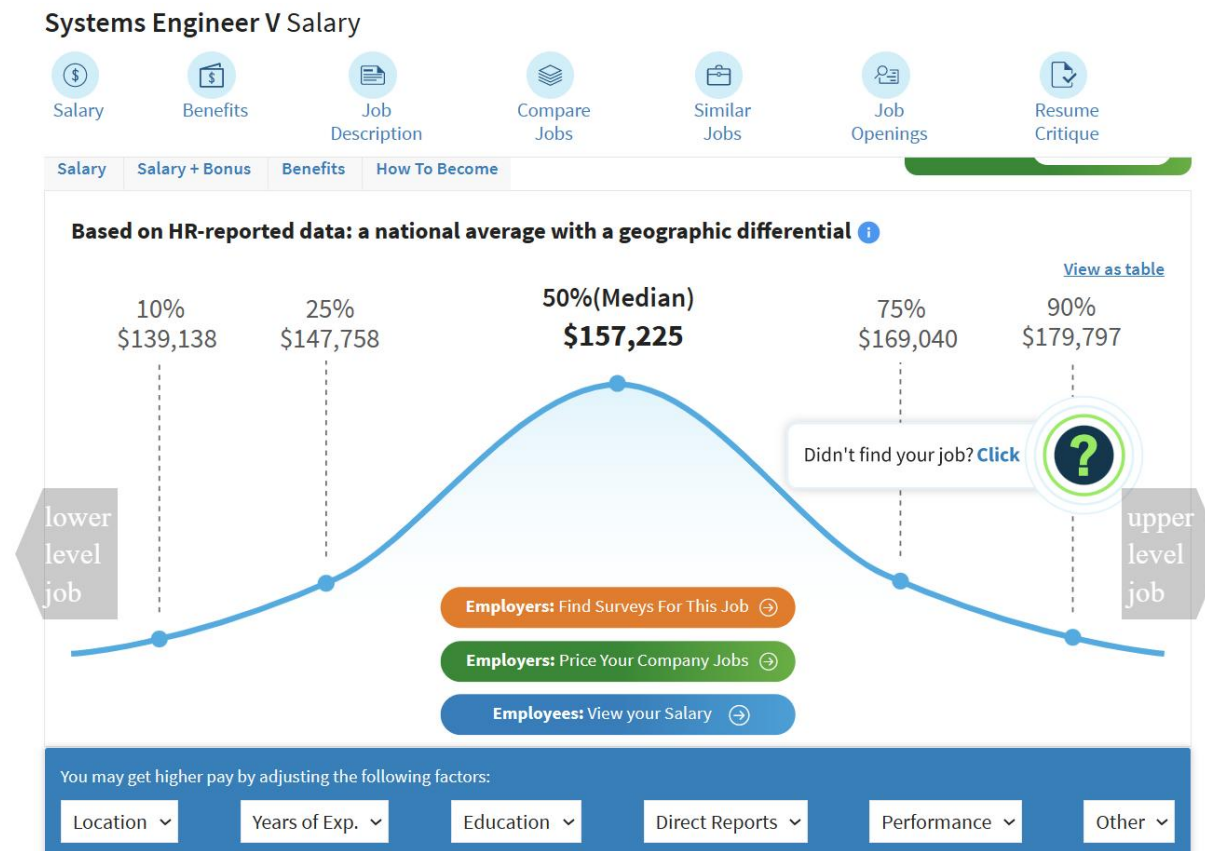 Systems Engineer V Salary
Salary
Benefits
Job
Description
Compare
Jobs
Similar
Jobs
Job
Openings
Resume
Critique
Salary
Salary + Bonus
Benefits
How To Become
Based on HR-reported data: a national average with a geographic differential
View as table
10%
$139,138
25%
$147,758
50%(Median)
$157,225
75%
$169,040
90%
$179,797
Didn't find your job? Click
?
lower
level
job
upper
level
job
Employers: Find Surveys For This Job
Employers: Price Your Company Jobs
Employees: View your Salary
You may get higher pay by adjusting the following factors:
Location
Years of Exp.
Education
Direct Reports
Performance
Other